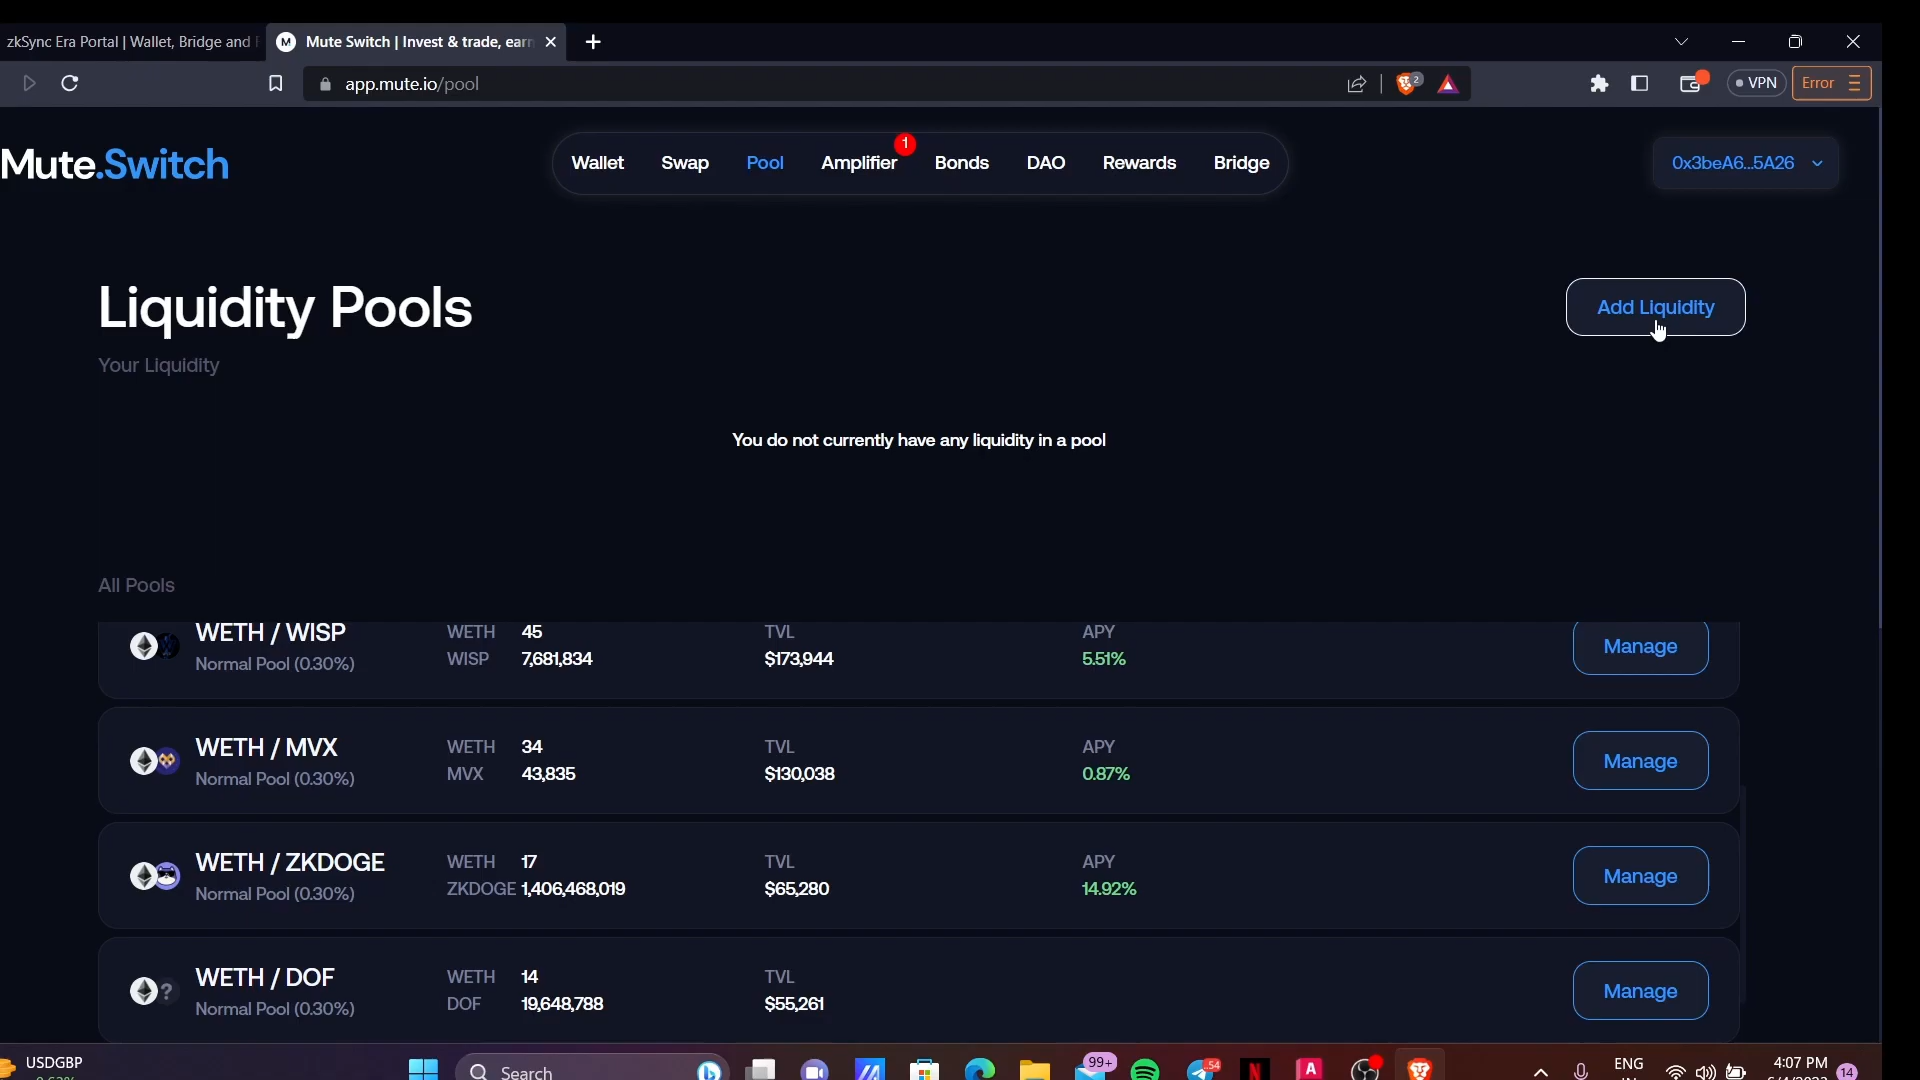 zkSync Era Portal | Wallet, Bridge and
Mute Switch | Invest & trade, earn
app.mute.io/pool
2
VPN
Error
Mute.Switch
Wallet
Swap
Pool
Amplifier
1
Bonds
DAO
Rewards
Bridge
0x3beA6...5A26
Liquidity Pools
Add Liquidity
Your Liquidity
You do not currently have any liquidity in a pool
All Pools
WETH / WISP
Normal Pool (0.30%)
WETH 45
WISP 7,681,834
TVL
$173,944
APY
5.51%
Manage
WETH / MVX
Normal Pool (0.30%)
WETH 34
MVX 43,835
TVL
$130,038
APY
0.87%
Manage
WETH / ZKDOGE
Normal Pool (0.30%)
WETH 17
ZKDOGE 1,406,468,019
TVL
$65,280
APY
14.92%
Manage
WETH / DOF
Normal Pool (0.30%)
WETH 14
DOF 19,648,788
TVL
$55,261
Manage
USDGBP
Search
99+
54
ENG
4:07 PM
14